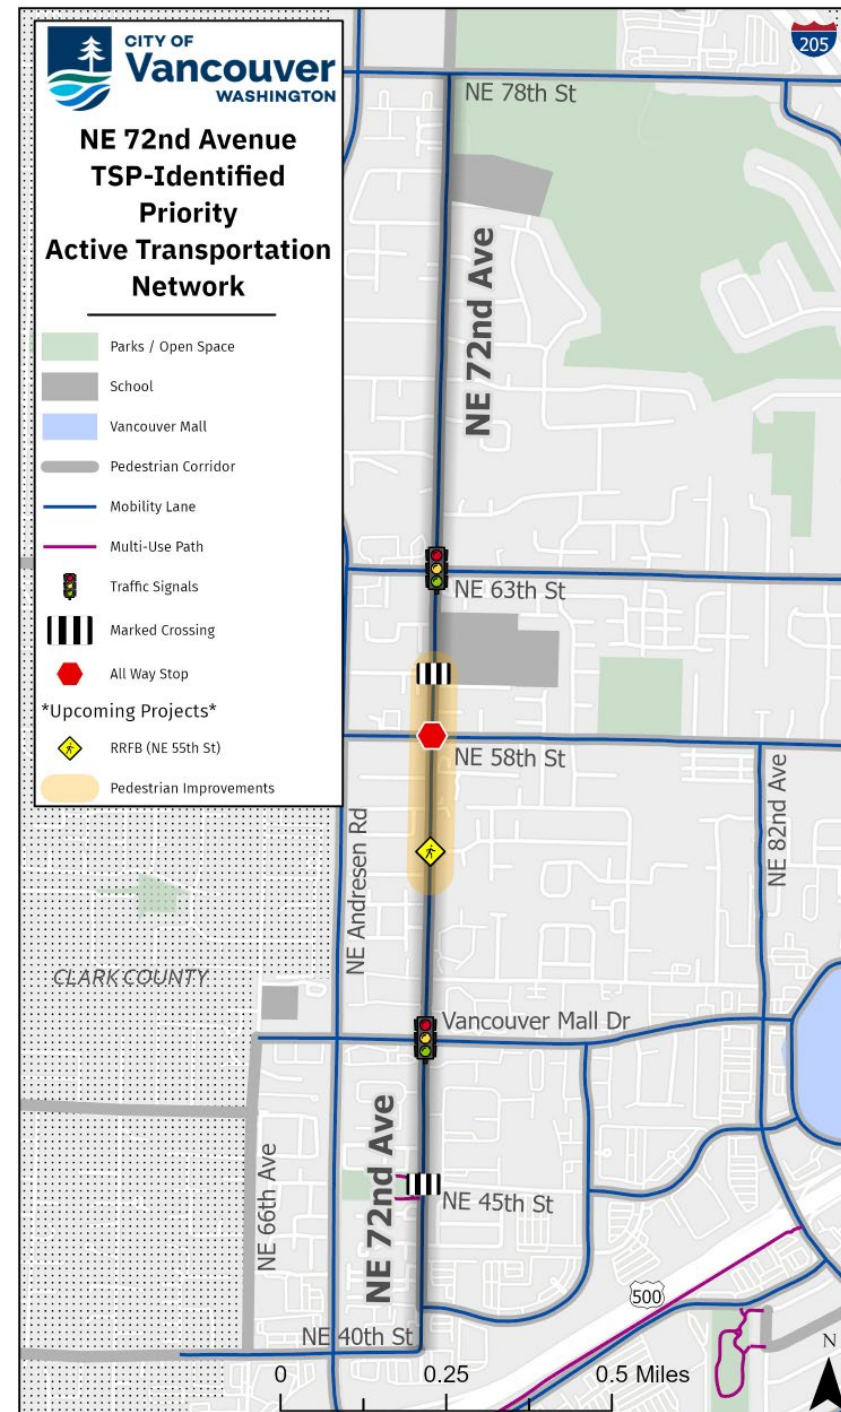 CITY OF
Vancouver
WASHINGTON
NE 72nd Avenue
TSP-Identified
Priority
Active Transportation
Network
Parks / Open Space
School
Vancouver Mall
Pedestrian Corridor
Mobility Lane
Multi-Use Path
Traffic Signals
Marked Crossing
All Way Stop
*Upcoming Projects*
RRFB (NE 55th St)
Pedestrian Improvements
205
NE 78th St
NE 72nd Ave
NE 63th St
NE 58th St
NE 82nd Ave
NE Andresen Rd
CLARK COUNTY
Vancouver Mall Dr
NE 72nd Ave
NE 45th St
NE 66th Ave
500
NE 40th St
0 0.25 0.5 Miles
N